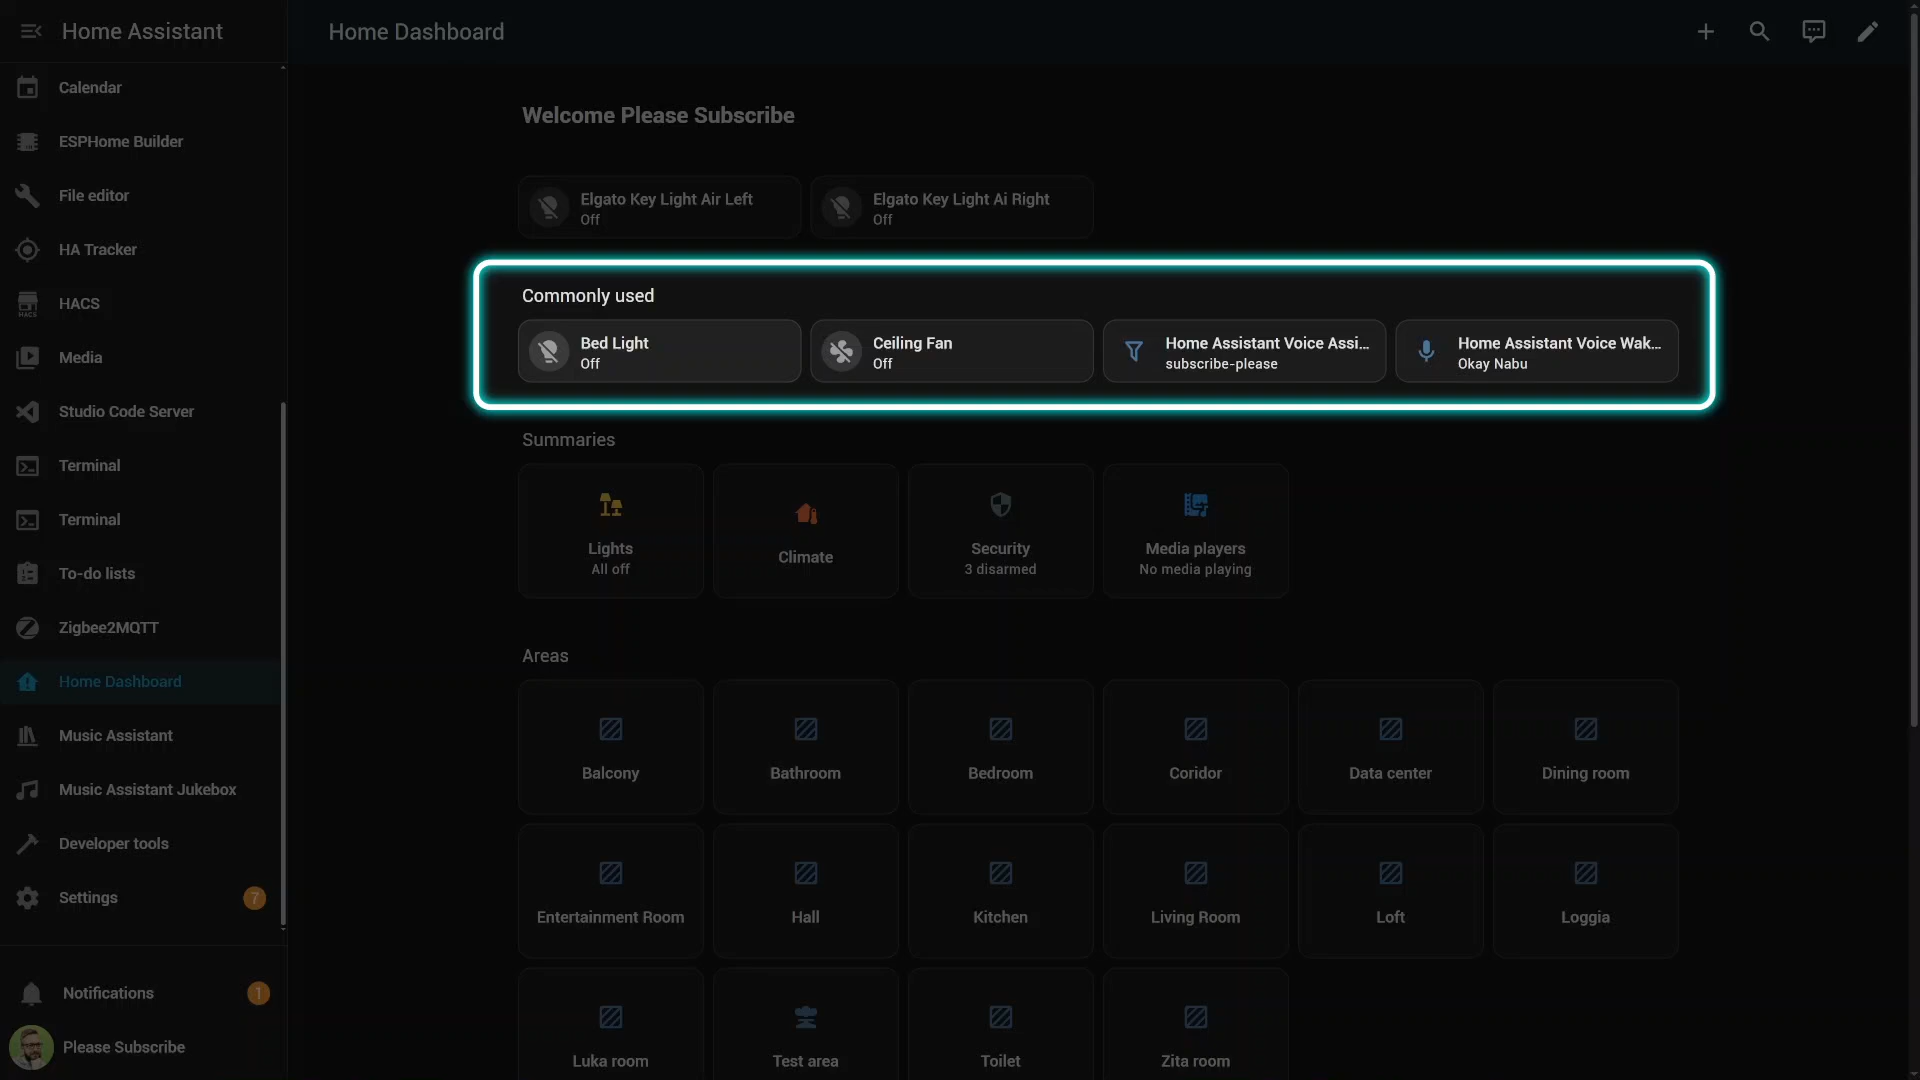 Home Assistant
Home Dashboard
Calendar
ESPHome Builder
File editor
HA Tracker
HACS
HACS
Media
Studio Code Server
Terminal
Terminal
To-do lists
Zigbee2MQTT
Home Dashboard
Music Assistant
Music Assistant Jukebox
Developer tools
Settings
7
Notifications
1
Please Subscribe
Welcome Please Subscribe
Elgato Key Light Air Left
Off
Elgato Key Light Ai Right
Off
Commonly used
Bed Light
Off
Ceiling Fan
Off
Home Assistant Voice Assi...
subscribe-please
Home Assistant Voice Wak...
Okay Nabu
Summaries
Lights
All off
Climate
Security
3 disarmed
Media players
No media playing
Areas
Balcony
Bathroom
Bedroom
Coridor
Data center
Dining room
Entertainment Room
Hall
Kitchen
Living Room
Loft
Loggia
Luka room
Test area
Toilet
Zita room